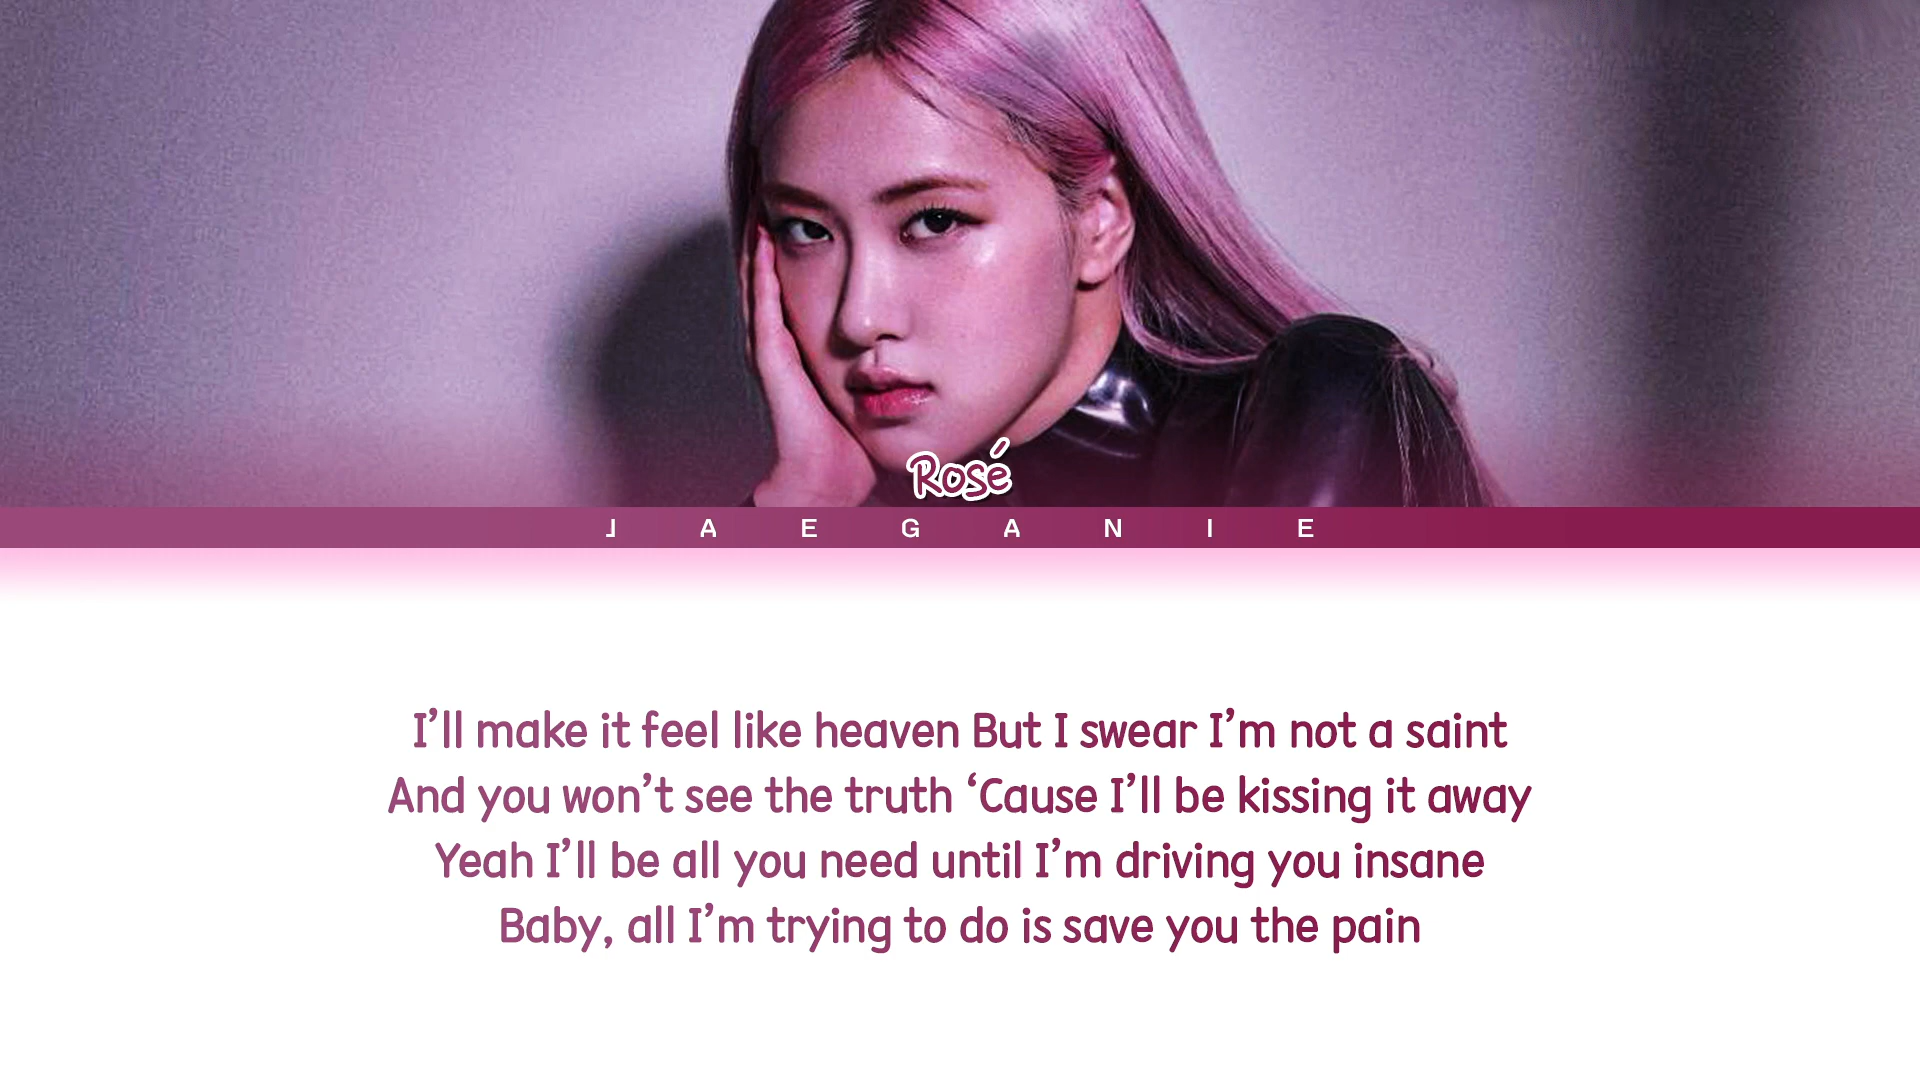 Rosé
JAEGANIE
I’ll make it feel like heaven But I swear I’m not a saint
And you won’t see the truth ‘Cause I’ll be kissing it away
Yeah I’ll be all you need until I’m driving you insane
Baby, all I’m trying to do is save you the pain